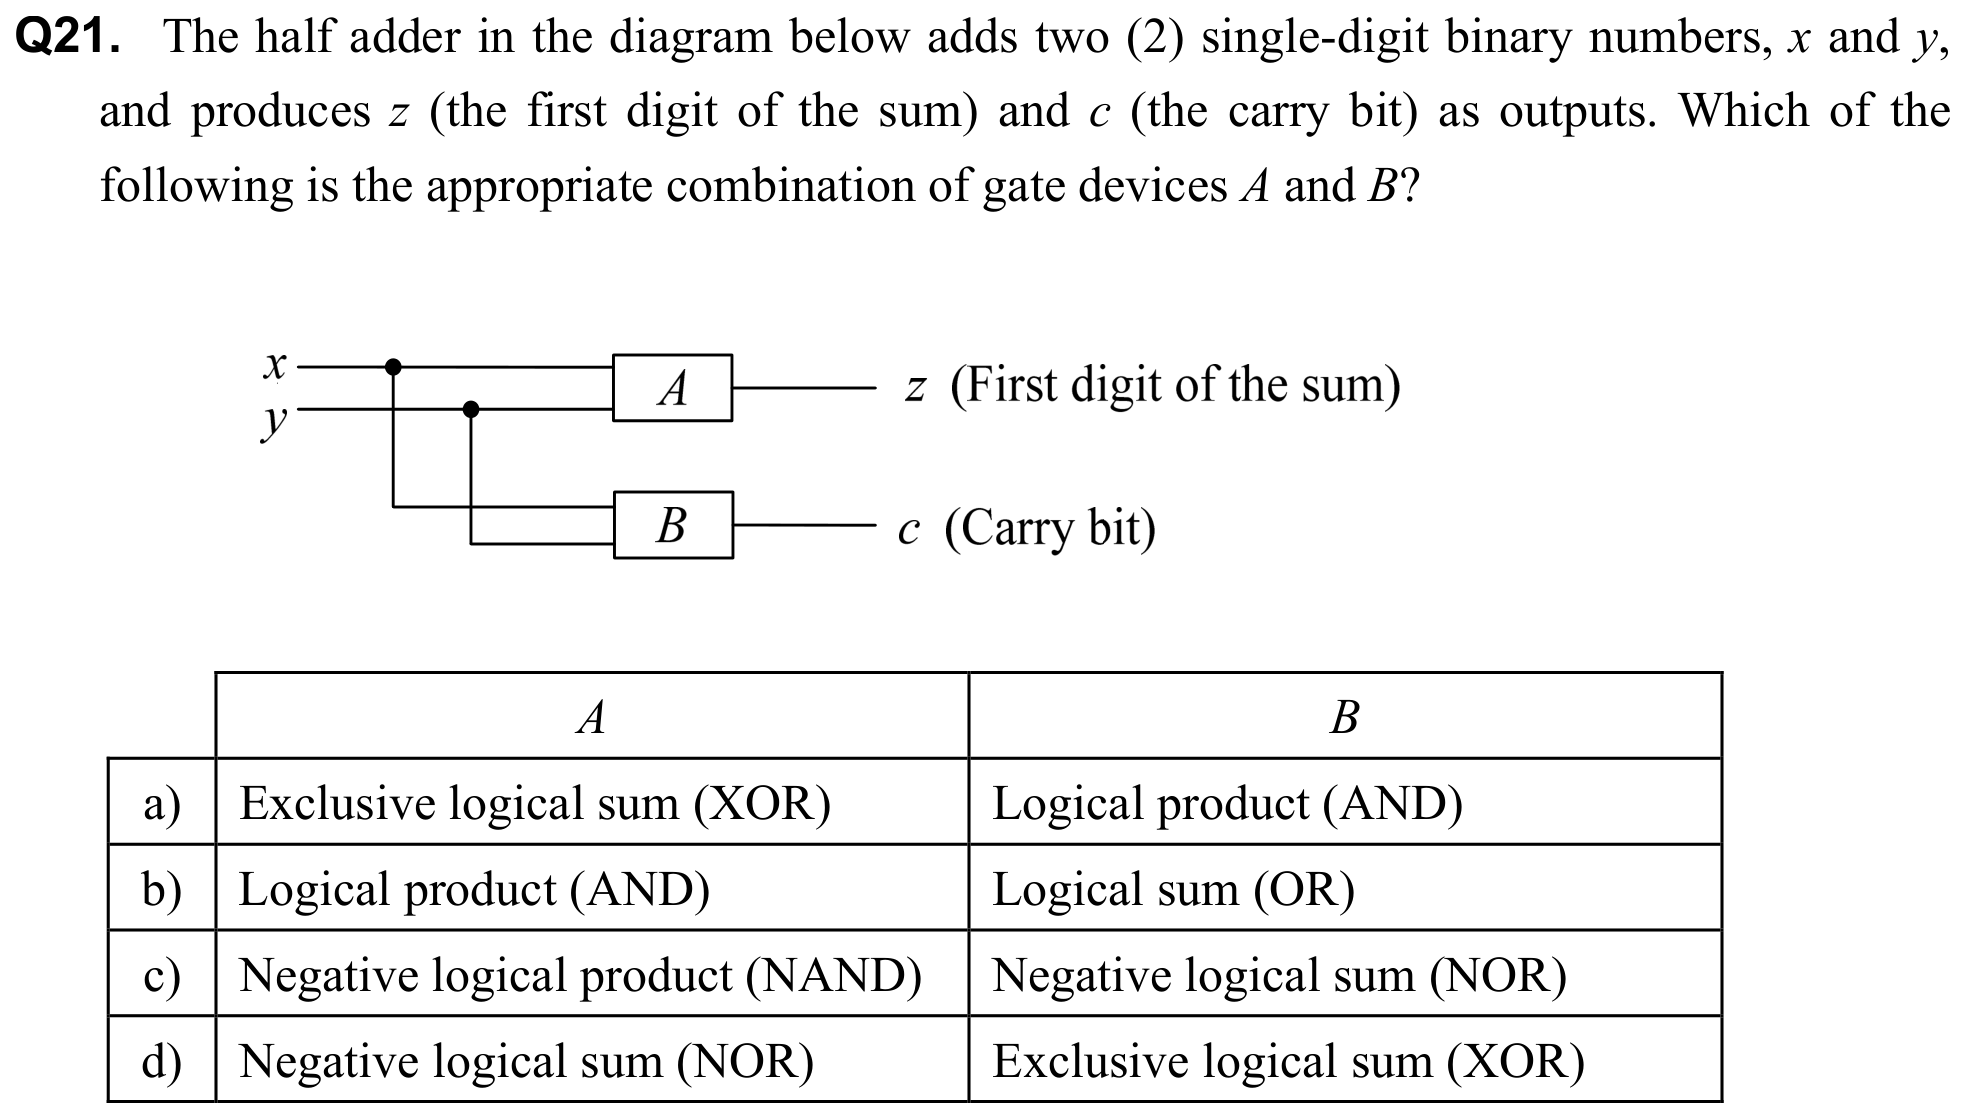 Q21. The half adder in the diagram below adds two (2) single-digit binary numbers, x and y,
and produces z (the first digit of the sum) and c (the carry bit) as outputs. Which of the
following is the appropriate combination of gate devices A and B?
x
y
A
z (First digit of the sum)
B
c (Carry bit)
A B
a) Exclusive logical sum (XOR) Logical product (AND)
b) Logical product (AND) Logical sum (OR)
c) Negative logical product (NAND) Negative logical sum (NOR)
d) Negative logical sum (NOR) Exclusive logical sum (XOR)